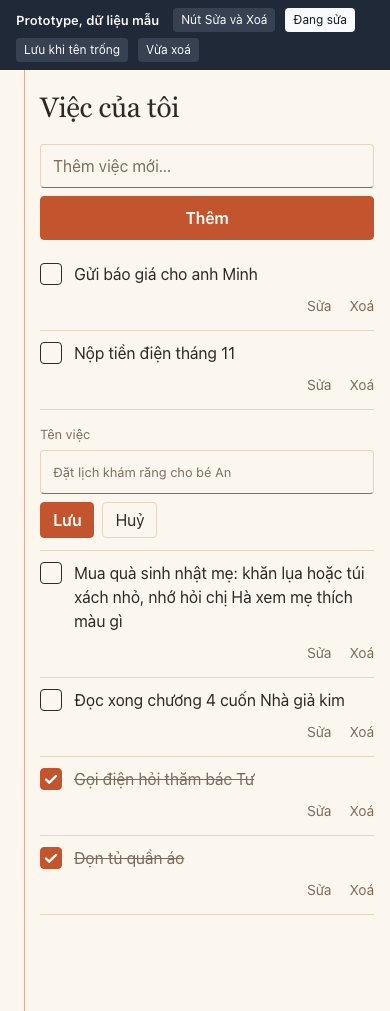 Prototype, dữ liệu mẫu
Nút Sửa và Xoá
Đang sửa
Lưu khi tên trống
Vừa xoá
Việc của tôi
Thêm việc mới...
Thêm
Gửi báo giá cho anh Minh
Sửa Xoá
Nộp tiền điện tháng 11
Sửa Xoá
Tên việc
Đặt lịch khám răng cho bé An
Lưu Huỷ
Mua quà sinh nhật mẹ: khăn lụa hoặc túi
xách nhỏ, nhớ hỏi chị Hà xem mẹ thích
màu gì
Sửa Xoá
Đọc xong chương 4 cuốn Nhà giả kim
Sửa Xoá
Gọi điện hỏi thăm bác Tư
Sửa Xoá
Dọn tủ quần áo
Sửa Xoá